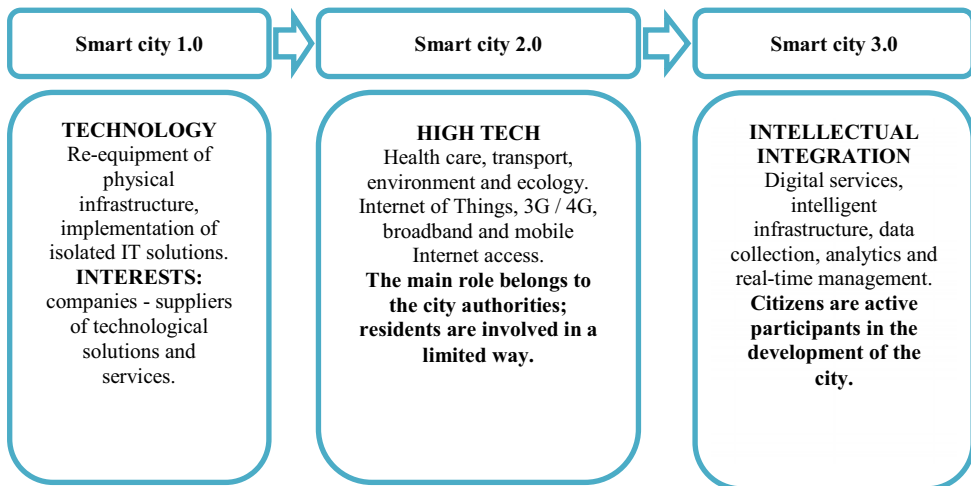 Smart city 1.0
Smart city 2.0
Smart city 3.0
TECHNOLOGY
Re-equipment of
physical
infrastructure,
implementation of
isolated IT solutions.
INTERESTS:
companies - suppliers
of technological
solutions and
services.
HIGH TECH
Health care, transport,
environment and ecology.
Internet of Things, 3G / 4G,
broadband and mobile
Internet access.
The main role belongs to
the city authorities;
residents are involved in a
limited way.
INTELLECTUAL
INTEGRATION
Digital services,
intelligent
infrastructure, data
collection, analytics and
real-time management.
Citizens are active
participants in the
development of the
city.